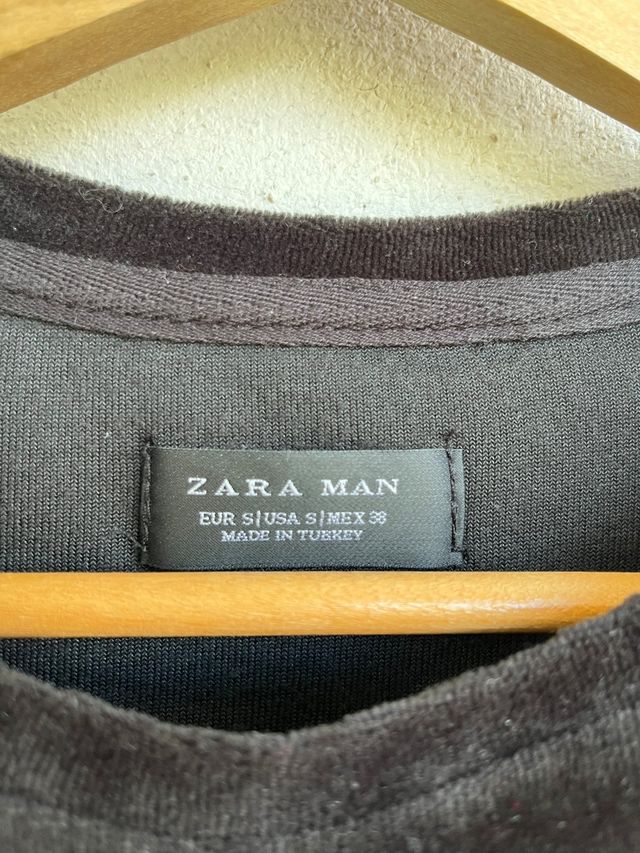 ZARA MAN
EUR S|USA S|MEX 38
MADE IN TURKEY